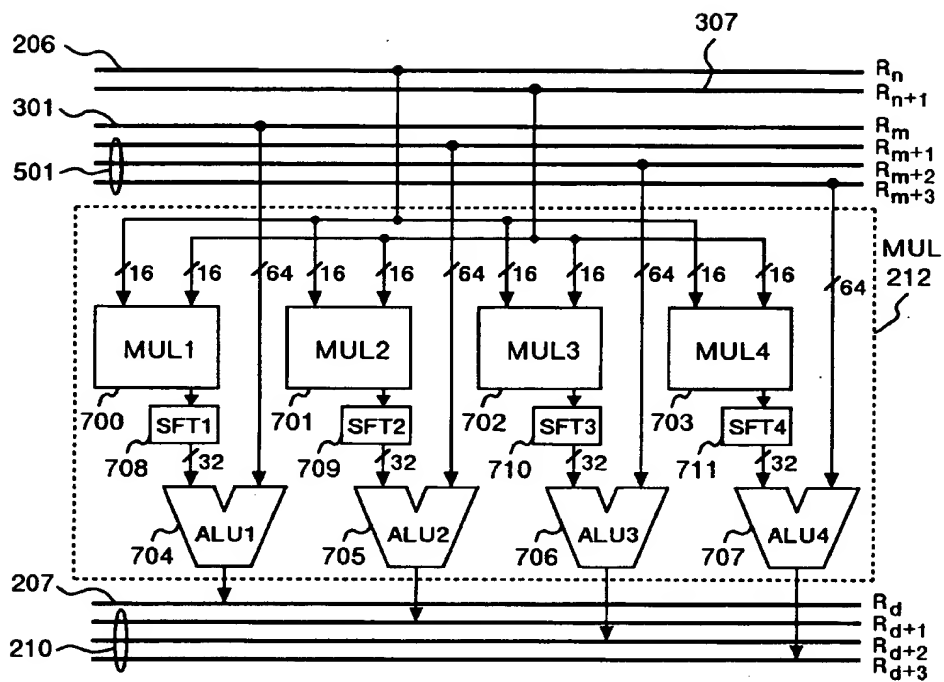 206
307
Rn
Rn+1
301
Rm
Rm+1
501
Rm+2
Rm+3
MUL
212
16 16 64 16 16 64 16 16 64 16 16 64
MUL1 MUL2 MUL3 MUL4
700 701 702 703
SFT1 SFT2 SFT3 SFT4
708 709 710 711
32 32 32 32
ALU1 ALU2 ALU3 ALU4
704 705 706 707
207
Rd
Rd+1
210
Rd+2
Rd+3